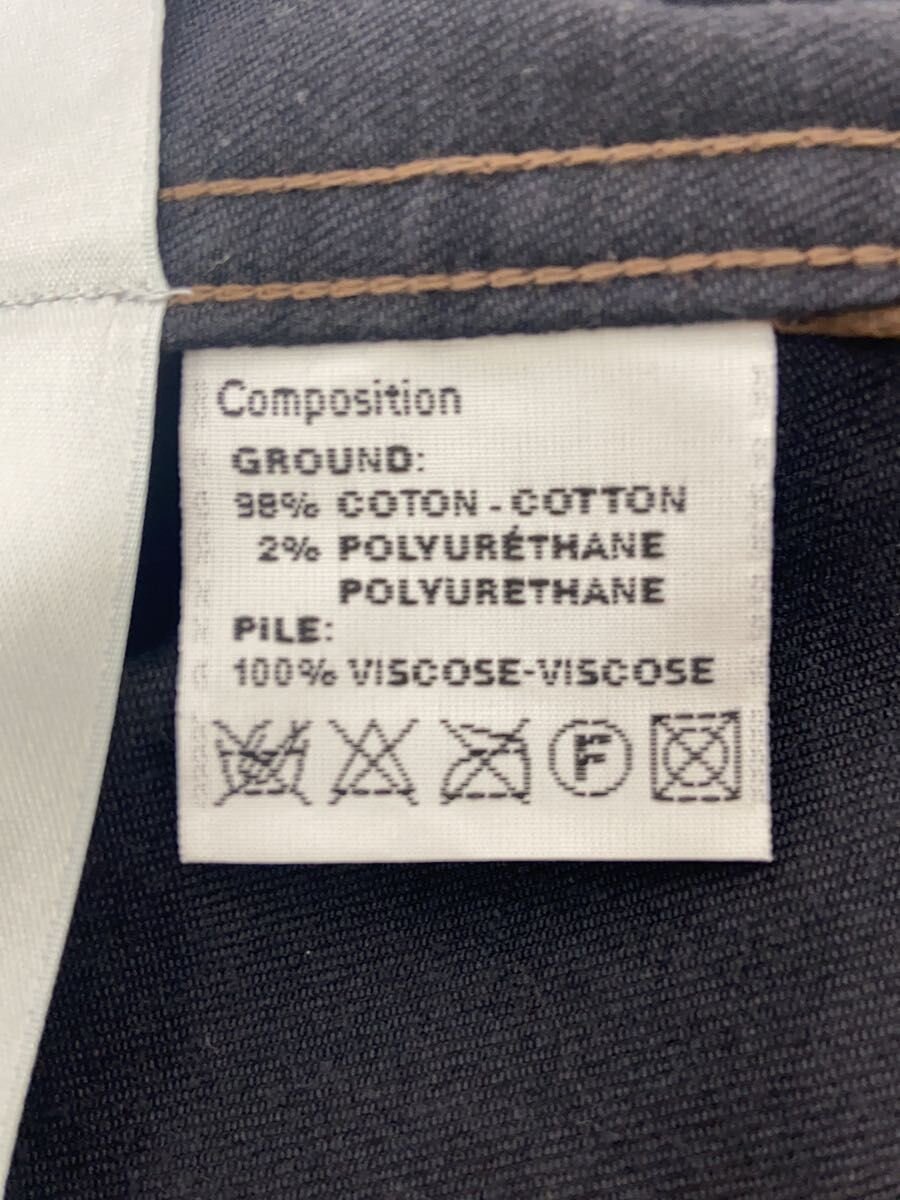 Composition
GROUND:
98% COTON - COTTON
2% POLYURÉTHANE
POLYURETHANE
PiLE:
100% VISCOSE-VISCOSE
F